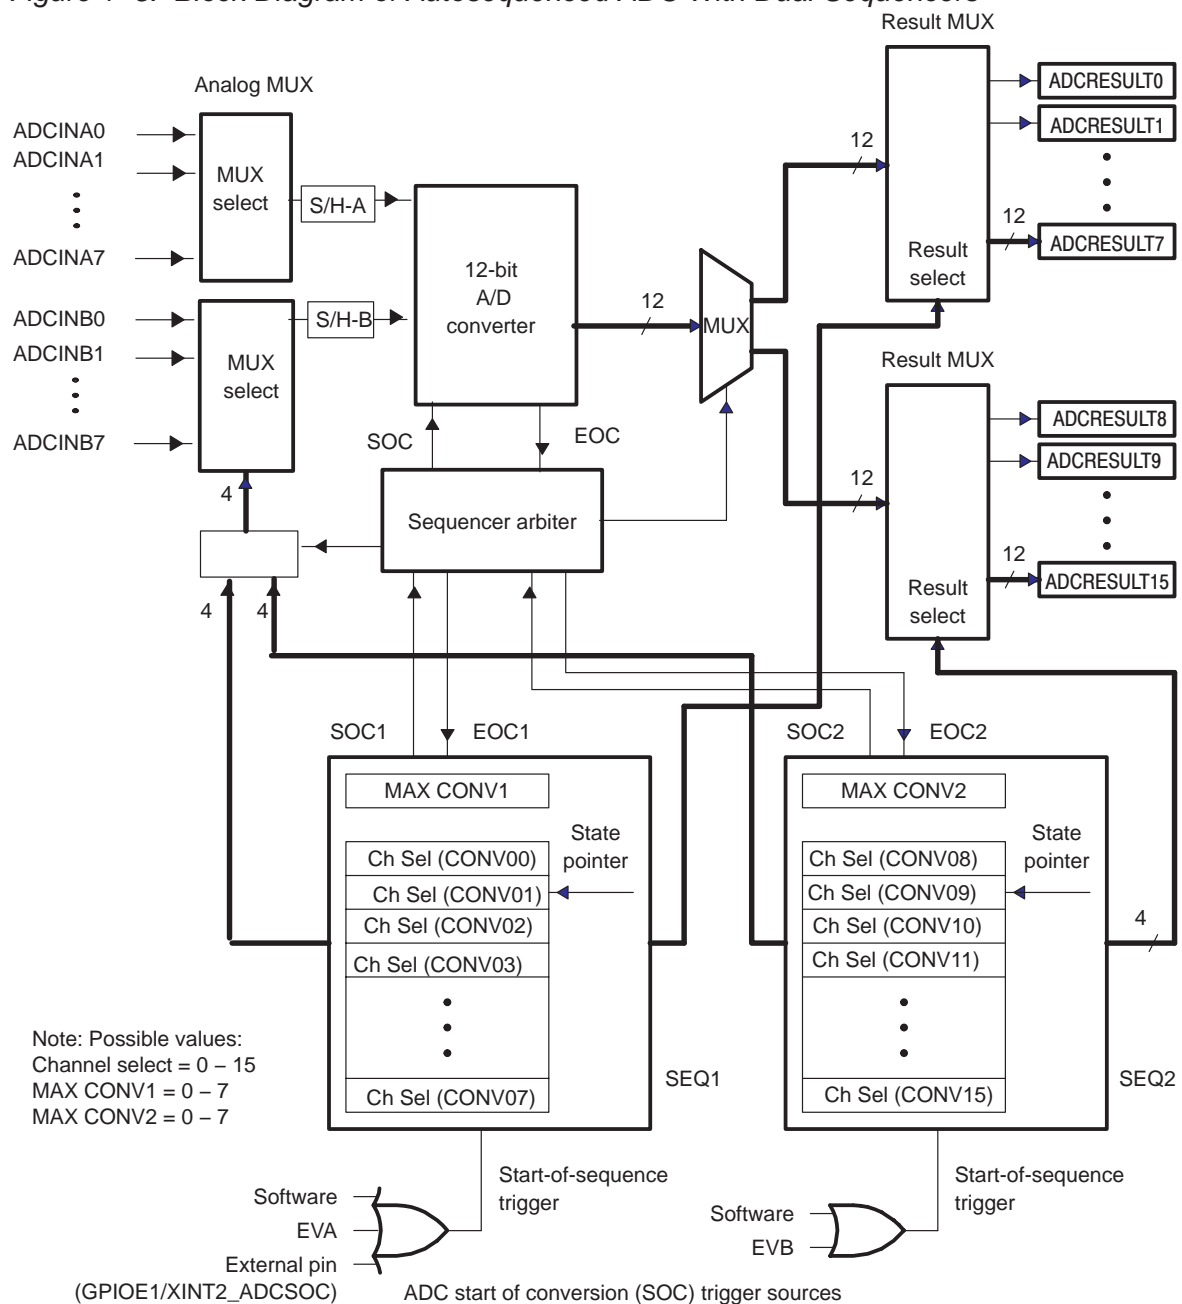 Result MUX
Analog MUX
ADCINA0
ADCINA1
ADCINA7
MUX
select
S/H-A
ADCINB0
ADCINB1
ADCINB7
MUX
select
S/H-B
12-bit
A/D
converter
12
MUX
12
Result
select
ADCRESULT0
ADCRESULT1
12
ADCRESULT7
Result MUX
12
Result
select
ADCRESULT8
ADCRESULT9
12
ADCRESULT15
SOC
EOC
Sequencer arbiter
4
4
4
SOC1
EOC1
SOC2
EOC2
MAX CONV1
State
pointer
Ch Sel (CONV00)
Ch Sel (CONV01)
Ch Sel (CONV02)
Ch Sel (CONV03)
Ch Sel (CONV07)
SEQ1
MAX CONV2
State
pointer
Ch Sel (CONV08)
Ch Sel (CONV09)
Ch Sel (CONV10)
Ch Sel (CONV11)
Ch Sel (CONV15)
4
SEQ2
Note: Possible values:
Channel select = 0 – 15
MAX CONV1 = 0 – 7
MAX CONV2 = 0 – 7
Start-of-sequence
trigger
Software
EVA
External pin
(GPIOE1/XINT2_ADCSOC)
Start-of-sequence
trigger
Software
EVB
ADC start of conversion (SOC) trigger sources